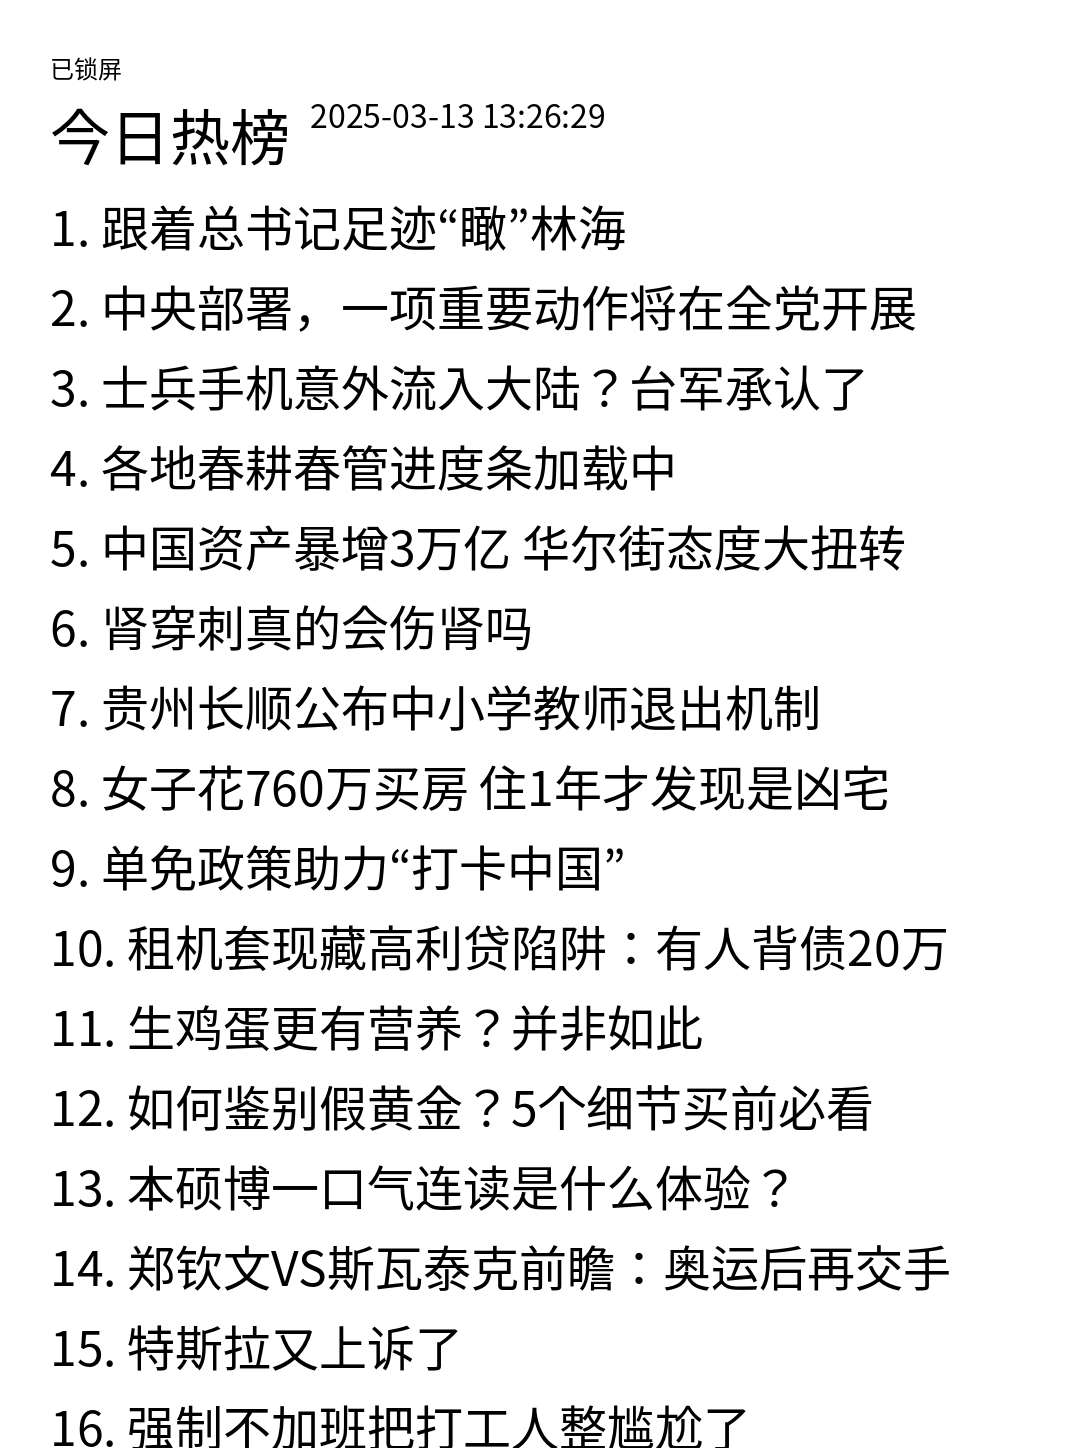 已锁屏
今日热榜 2025-03-13 13:26:29
1. 跟着总书记足迹“瞰”林海
2. 中央部署，一项重要动作将在全党开展
3. 士兵手机意外流入大陆？台军承认了
4. 各地春耕春管进度条加载中
5. 中国资产暴增3万亿 华尔街态度大扭转
6. 肾穿刺真的会伤肾吗
7. 贵州长顺公布中小学教师退出机制
8. 女子花760万买房 住1年才发现是凶宅
9. 单免政策助力“打卡中国”
10. 租机套现藏高利贷陷阱：有人背债20万
11. 生鸡蛋更有营养？并非如此
12. 如何鉴别假黄金？5个细节买前必看
13. 本硕博一口气连读是什么体验？
14. 郑钦文VS斯瓦泰克前瞻：奥运后再交手
15. 特斯拉又上诉了
16. 强制不加班把打工人整尴尬了